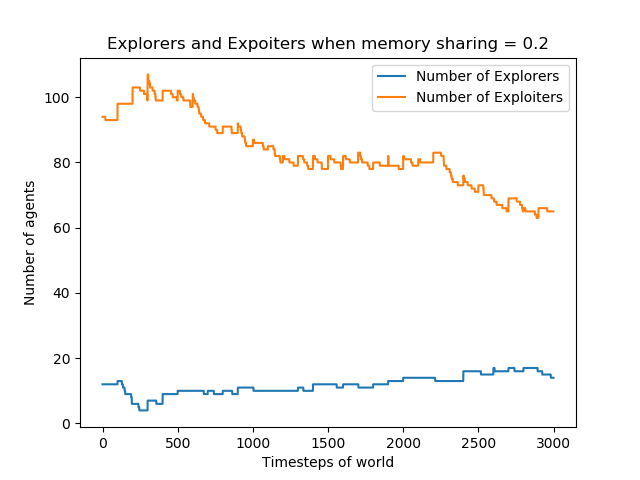 Explorers and Expoiters when memory sharing = 0.2
Number of Explorers
Number of Exploiters
Number of agents
100
80
60
40
20
0
0 500 1000 1500 2000 2500 3000
Timesteps of world